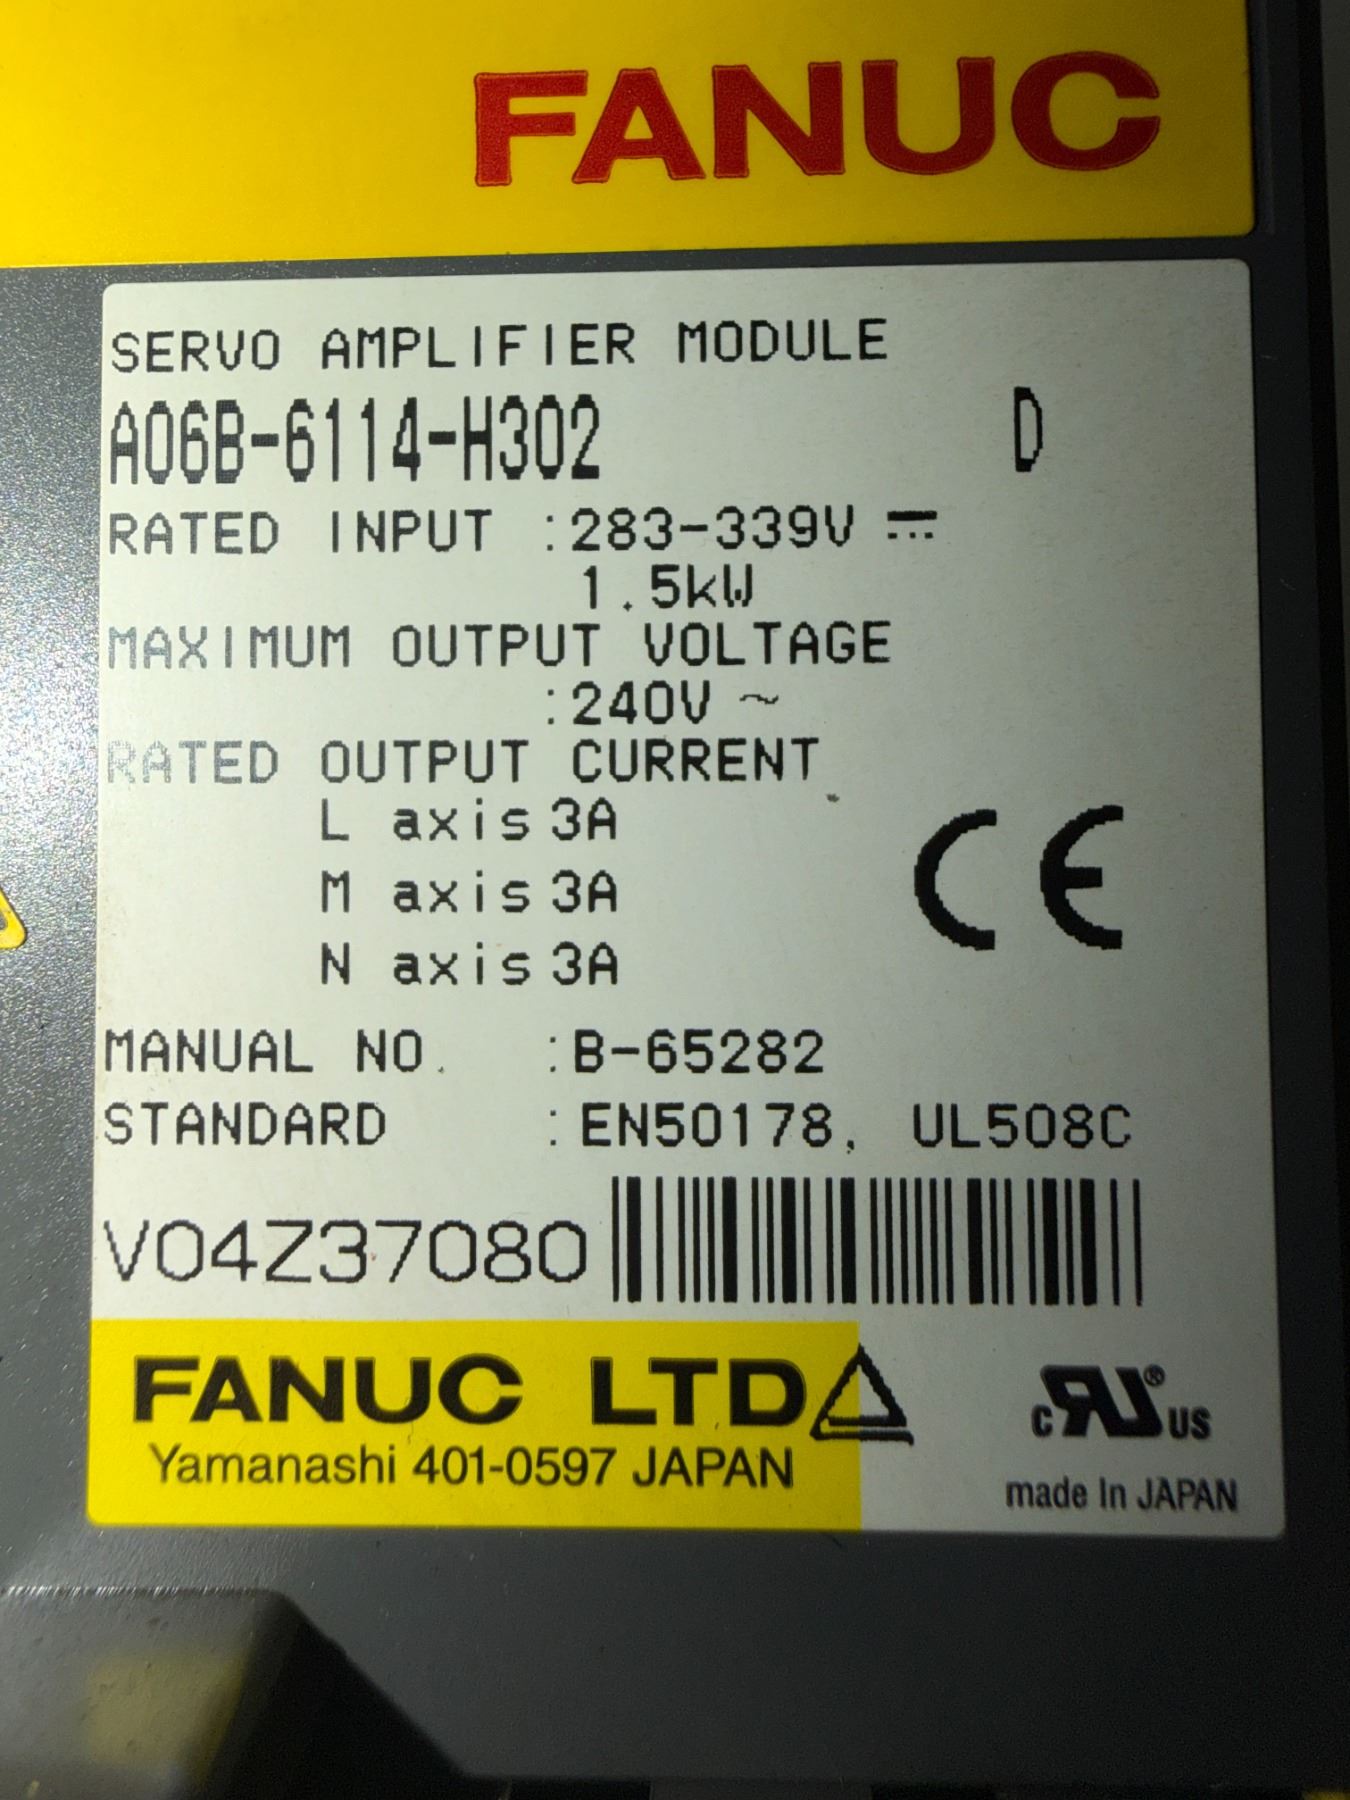 FANUC
SERVO AMPLIFIER MODULE
A06B-6114-H302 D
RATED INPUT :283-339V ⎓
1.5kW
MAXIMUM OUTPUT VOLTAGE
:240V ~
RATED OUTPUT CURRENT
L axis 3A
M axis 3A
N axis 3A
CE
MANUAL NO. :B-65282
STANDARD :EN50178, UL508C
V04Z37080
FANUC LTD
Yamanashi 401-0597 JAPAN
c RU ® US
made In JAPAN